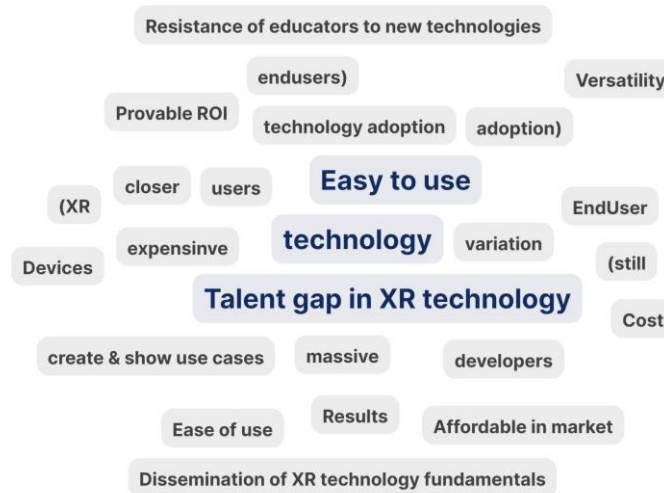 Resistance of educators to new technologies
endusers)
Versatility
Provable ROI
technology adoption
adoption)
Easy to use
closer
users
(XR
EndUser
technology
variation
expensinve
(still
Devices
Talent gap in XR technology
Cost
create & show use cases
massive
developers
Results
Affordable in market
Ease of use
Dissemination of XR technology fundamentals